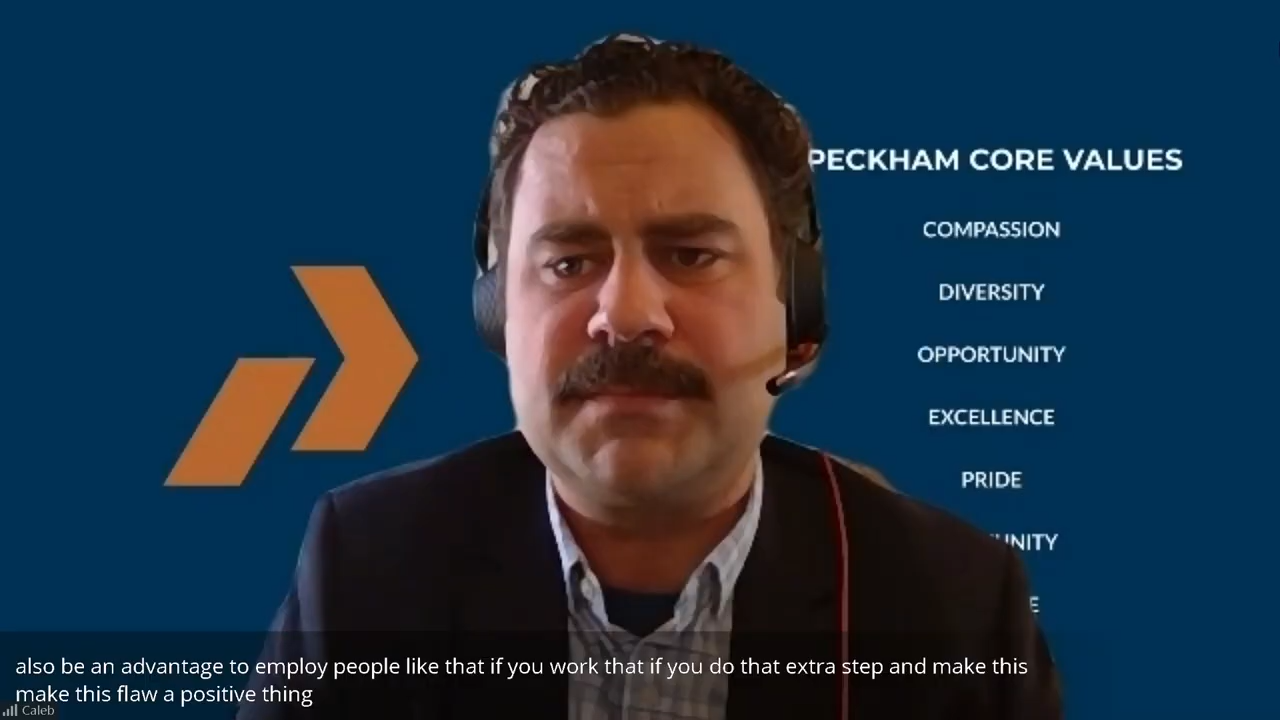 PECKHAM CORE VALUES
COMPASSION
DIVERSITY
OPPORTUNITY
EXCELLENCE
PRIDE
also be an advantage to employ people like that if you work that if you do that extra step and make this
make this flaw a positive thing
Caleb